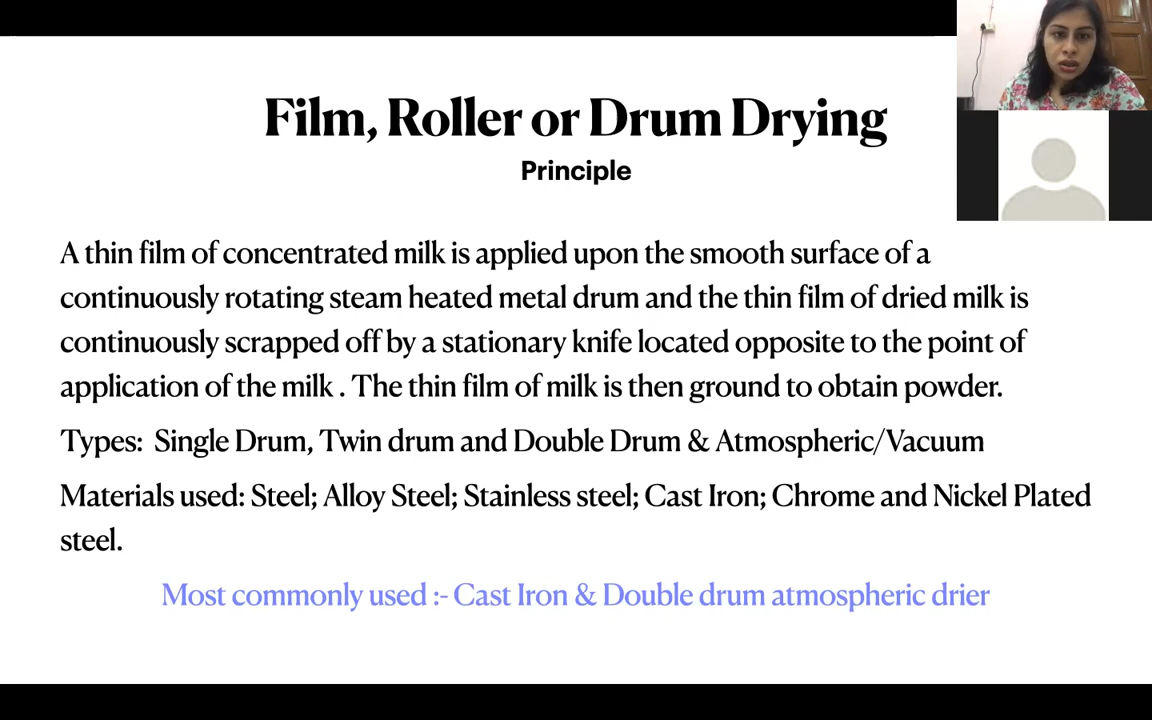 Film, Roller or Drum Drying
Principle
A thin film of concentrated milk is applied upon the smooth surface of a
continuously rotating steam heated metal drum and the thin film of dried milk is
continuously scrapped off by a stationary knife located opposite to the point of
application of the milk . The thin film of milk is then ground to obtain powder.
Types:  Single Drum, Twin drum and Double Drum & Atmospheric/Vacuum
Materials used: Steel; Alloy Steel; Stainless steel; Cast Iron; Chrome and Nickel Plated
steel.
Most commonly used :- Cast Iron & Double drum atmospheric drier